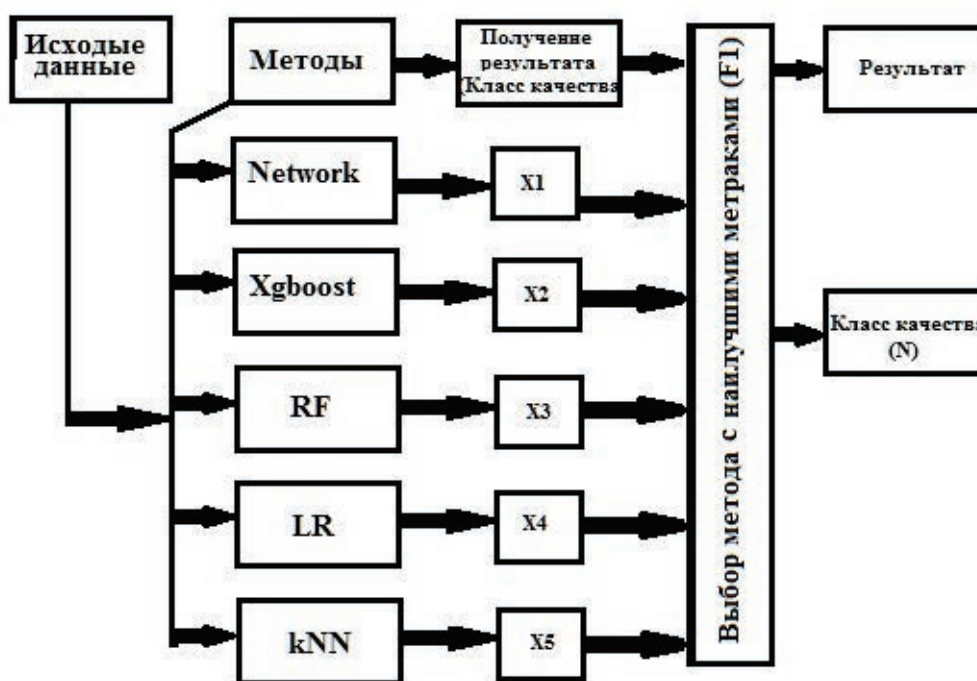 Исходые
данные
Методы
Получение
результата
(Класс качества
Результат
Network
X1
Xgboost
X2
Класс качества
(N)
RF
X3
LR
X4
kNN
X5
Выбор метода с наилучшими метраками (F1)